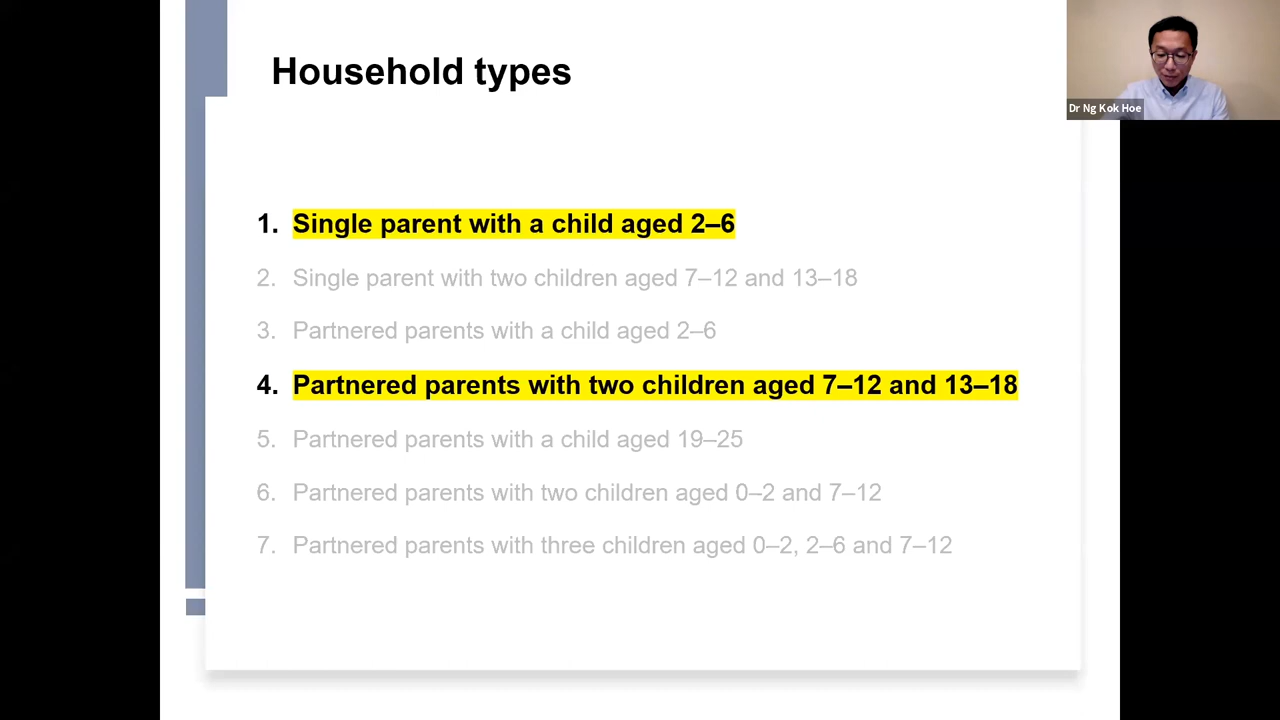 Household types
Dr Ng Kok Hoe
1. Single parent with a child aged 2–6
2. Single parent with two children aged 7–12 and 13–18
3. Partnered parents with a child aged 2–6
4. Partnered parents with two children aged 7–12 and 13–18
5. Partnered parents with a child aged 19–25
6. Partnered parents with two children aged 0–2 and 7–12
7. Partnered parents with three children aged 0–2, 2–6 and 7–12